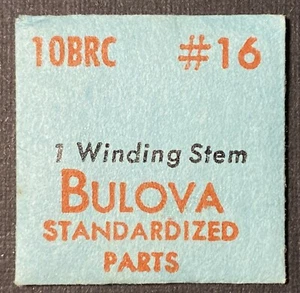 10BRC #16
1 Winding Stem
BULOVA
STANDARDIZED
PARTS